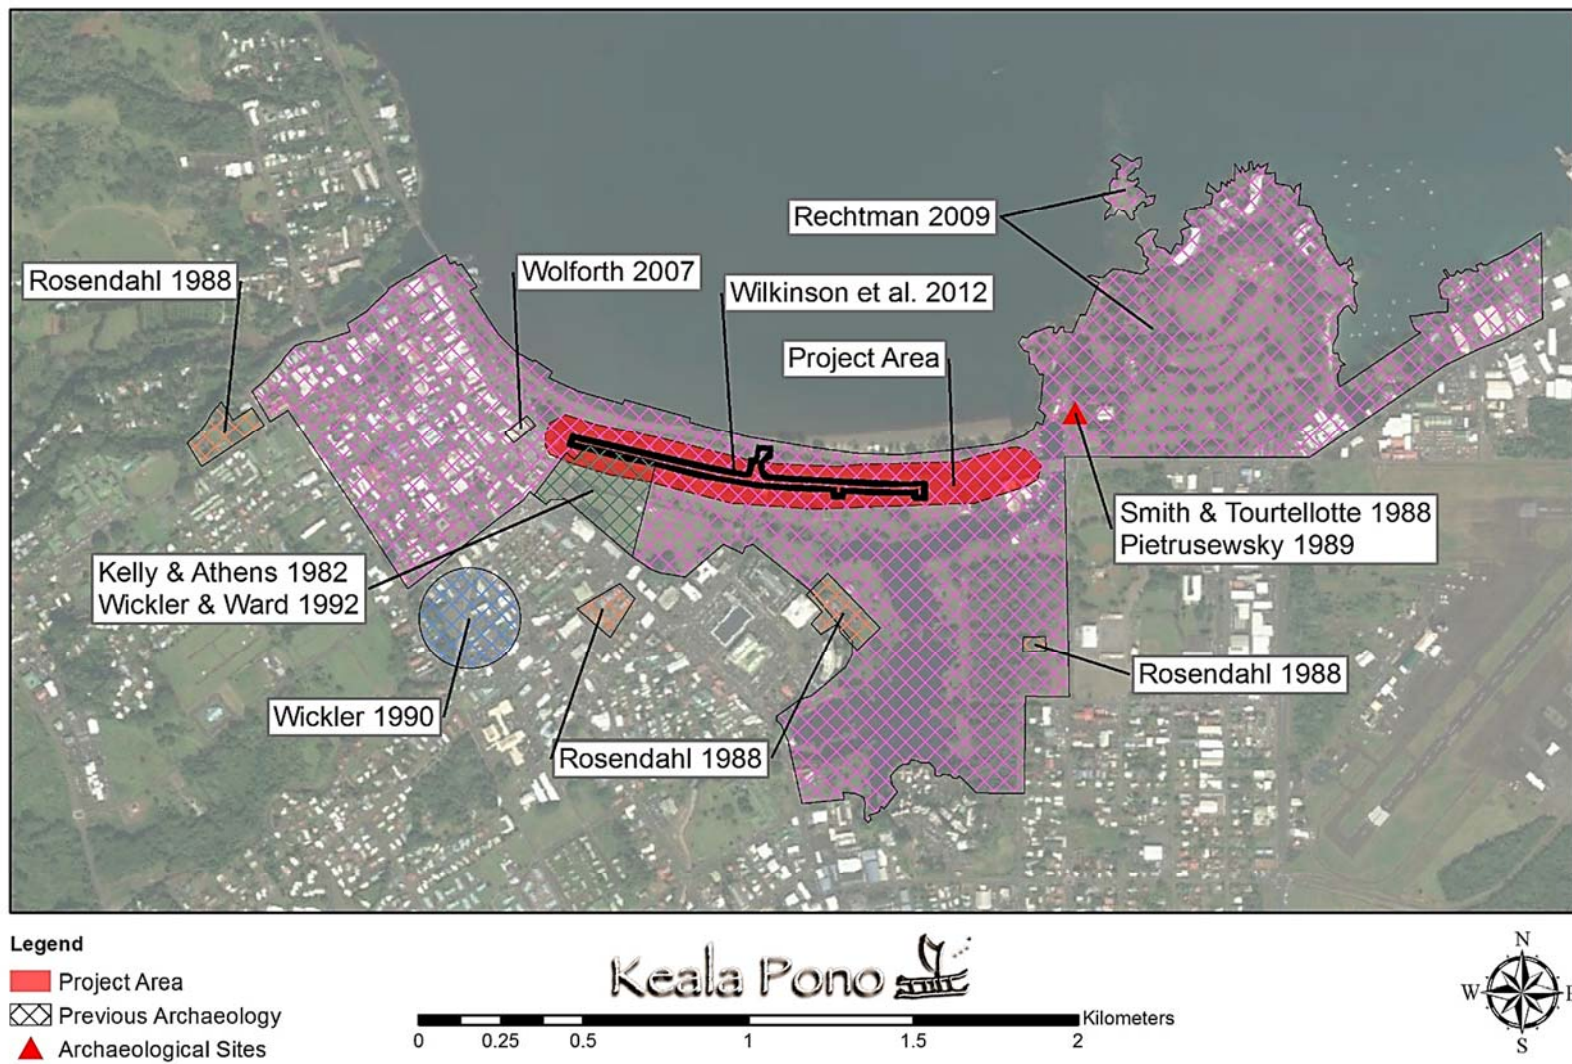 Rechtman 2009
Rosendahl 1988
Wolforth 2007
Wilkinson et al. 2012
Project Area
Smith & Tourtellotte 1988
Pietrusewsky 1989
Kelly & Athens 1982
Wickler & Ward 1992
Rosendahl 1988
Wickler 1990
Rosendahl 1988
Legend
Project Area
Previous Archaeology
Archaeological Sites
Keala Pono
Kilometers
0 0.25 0.5 1 1.5 2
N
W E
S